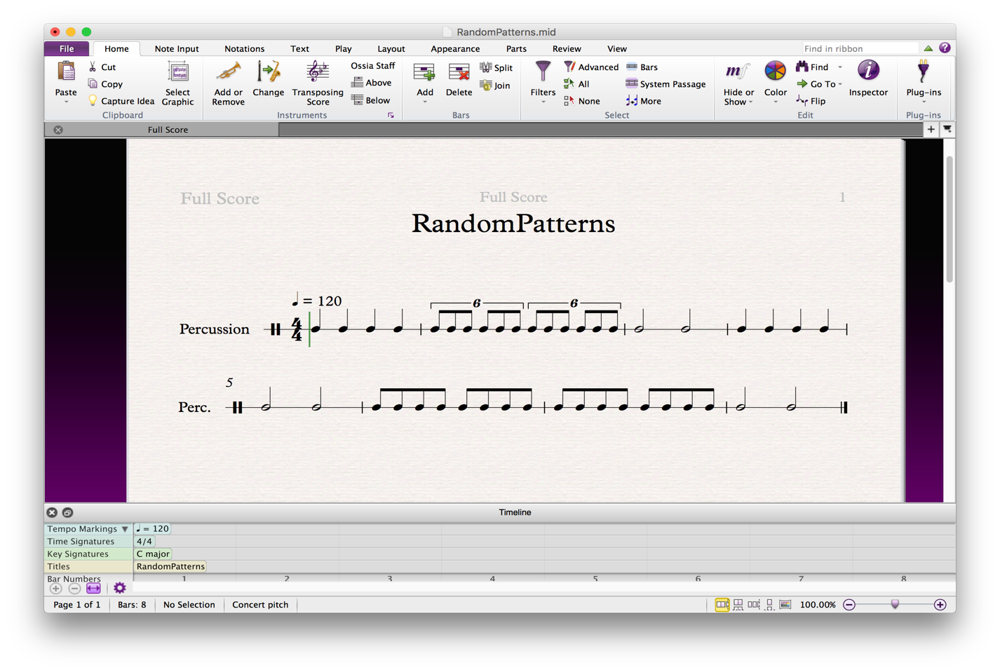 RandomPatterns.mid
File Home Note Input Notations Text Play Layout Appearance Parts Review View Find in ribbon
Paste Cut Copy Capture Idea Select Graphic
Clipboard
Add or Remove Change Transposing Score Ossia Staff Above Below
Instruments
Add Delete Split Join
Bars
Filters Advanced All None Bars System Passage More
Select
Hide or Show Color Find Go To Flip Inspector
Edit
Plug-ins
Plug-ins
Full Score
Full Score Full Score 1
RandomPatterns
= 120
6 6
Percussion 4/4
5
Perc.
Timeline
Tempo Markings = 120
Time Signatures 4/4
Key Signatures C major
Titles RandomPatterns
Bar Numbers 1 2 3 4 5 6 7 8
Page 1 of 1 Bars: 8 No Selection Concert pitch 100.00%